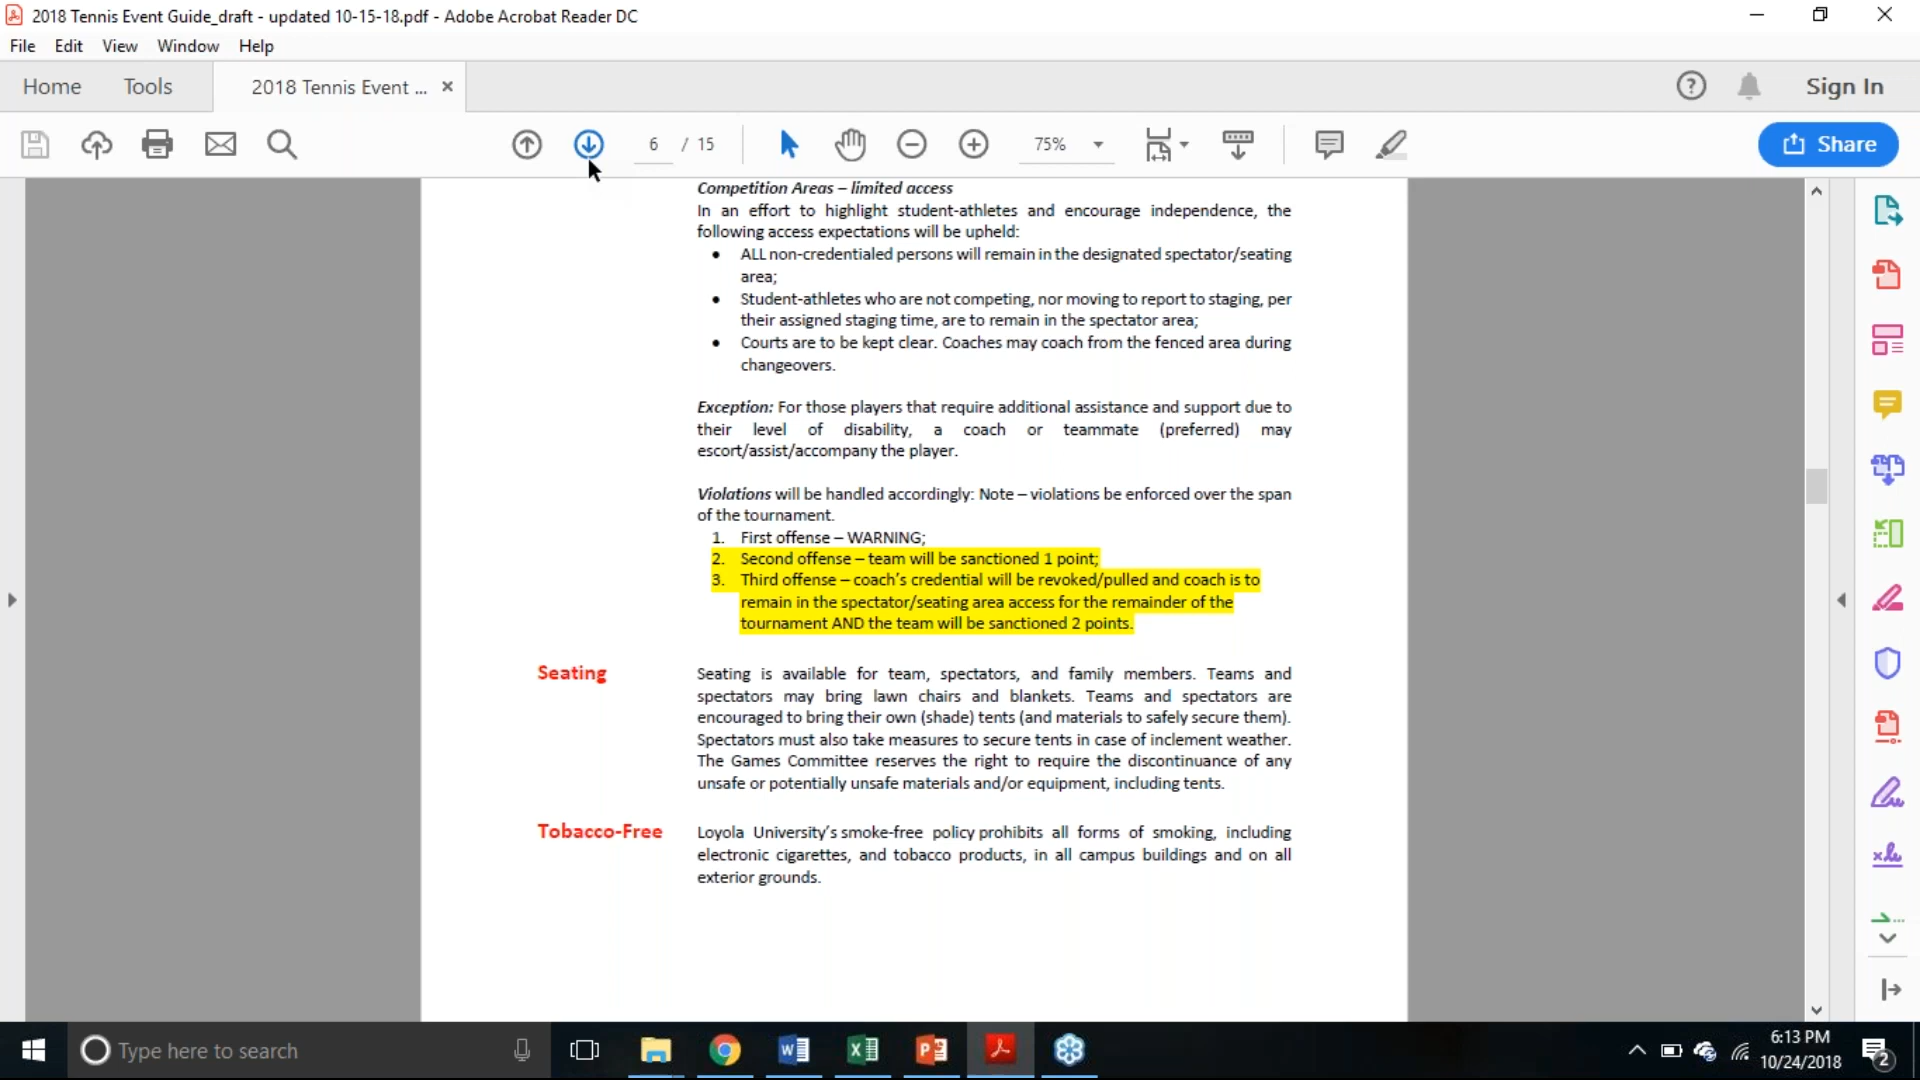 2018 Tennis Event Guide_draft - updated 10-15-18.pdf - Adobe Acrobat Reader DC
File Edit View Window Help
Home Tools 2018 Tennis Event ... Sign In
6 / 15 75% Share
Competition Areas – limited access
In an effort to highlight student-athletes and encourage independence, the
following access expectations will be upheld:
• ALL non-credentialed persons will remain in the designated spectator/seating
area;
• Student-athletes who are not competing, nor moving to report to staging, per
their assigned staging time, are to remain in the spectator area;
• Courts are to be kept clear. Coaches may coach from the fenced area during
changeovers.
Exception: For those players that require additional assistance and support due to
their level of disability, a coach or teammate (preferred) may
escort/assist/accompany the player.
Violations will be handled accordingly: Note – violations be enforced over the span
of the tournament.
1. First offense – WARNING;
2. Second offense – team will be sanctioned 1 point;
3. Third offense – coach's credential will be revoked/pulled and coach is to
remain in the spectator/seating area access for the remainder of the
tournament AND the team will be sanctioned 2 points.
Seating Seating is available for team, spectators, and family members. Teams and
spectators may bring lawn chairs and blankets. Teams and spectators are
encouraged to bring their own (shade) tents (and materials to safely secure them).
Spectators must also take measures to secure tents in case of inclement weather.
The Games Committee reserves the right to require the discontinuance of any
unsafe or potentially unsafe materials and/or equipment, including tents.
Tobacco-Free Loyola University's smoke-free policy prohibits all forms of smoking, including
electronic cigarettes, and tobacco products, in all campus buildings and on all
exterior grounds.
Type here to search
6:13 PM
10/24/2018
2